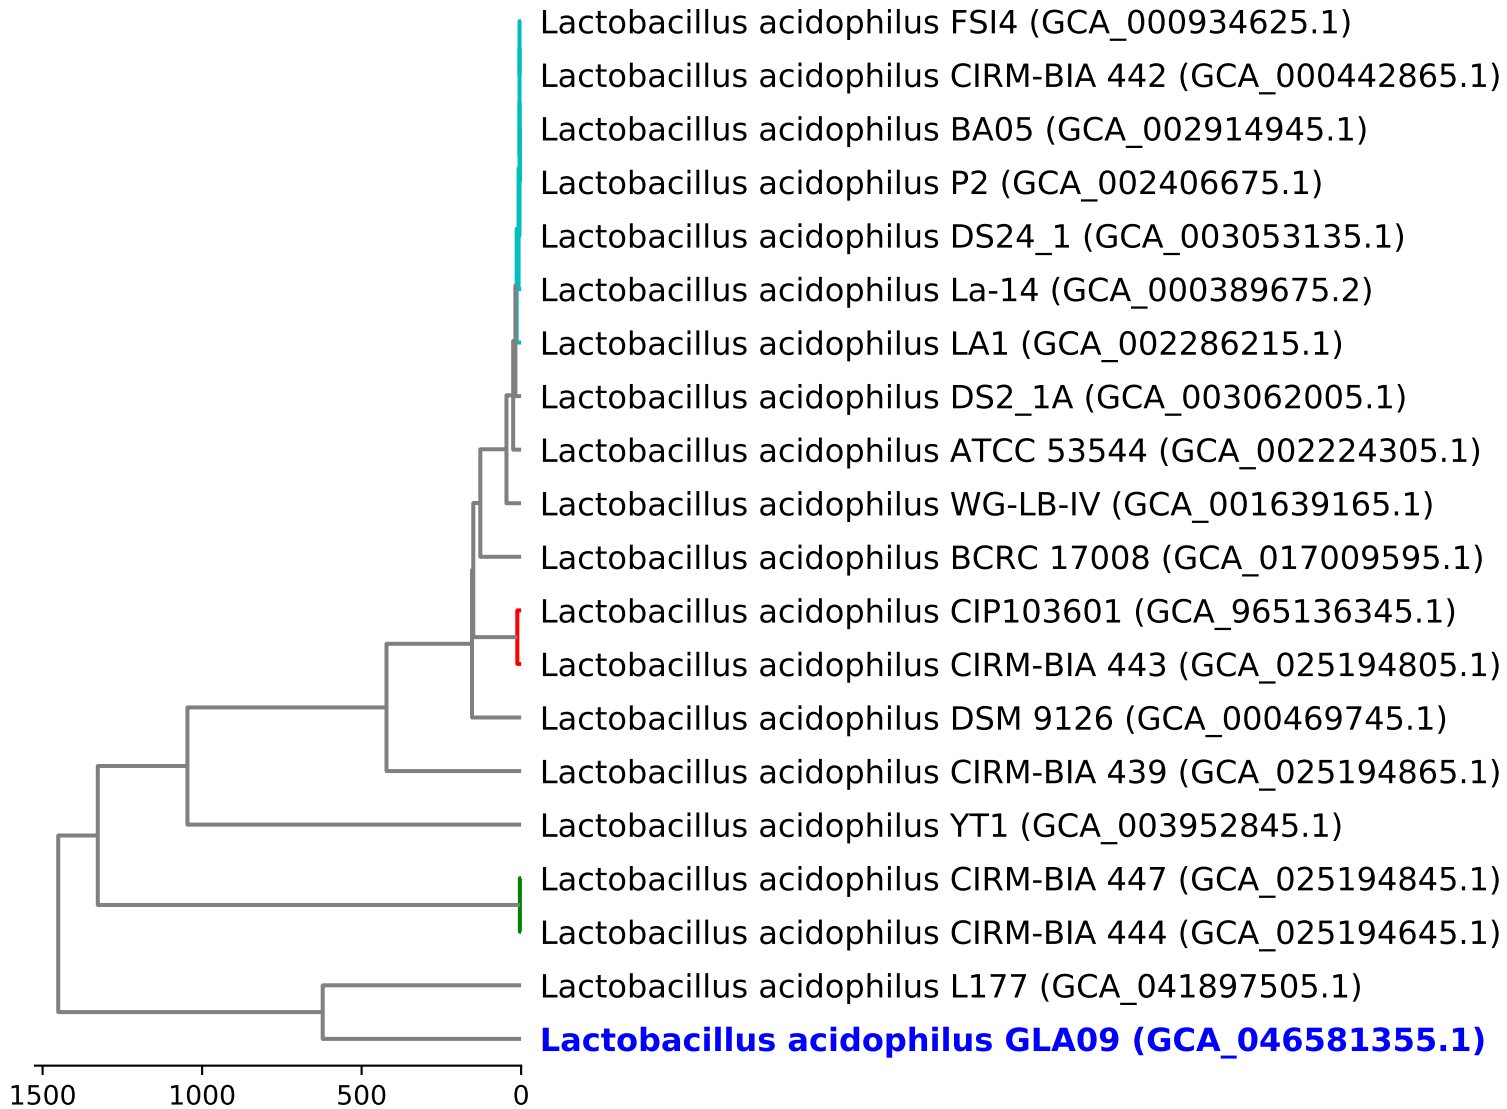 Lactobacillus acidophilus FSI4 (GCA_000934625.1)
Lactobacillus acidophilus CIRM-BIA 442 (GCA_000442865.1)
Lactobacillus acidophilus BA05 (GCA_002914945.1)
Lactobacillus acidophilus P2 (GCA_002406675.1)
Lactobacillus acidophilus DS24_1 (GCA_003053135.1)
Lactobacillus acidophilus La-14 (GCA_000389675.2)
Lactobacillus acidophilus LA1 (GCA_002286215.1)
Lactobacillus acidophilus DS2_1A (GCA_003062005.1)
Lactobacillus acidophilus ATCC 53544 (GCA_002224305.1)
Lactobacillus acidophilus WG-LB-IV (GCA_001639165.1)
Lactobacillus acidophilus BCRC 17008 (GCA_017009595.1)
Lactobacillus acidophilus CIP103601 (GCA_965136345.1)
Lactobacillus acidophilus CIRM-BIA 443 (GCA_025194805.1)
Lactobacillus acidophilus DSM 9126 (GCA_000469745.1)
Lactobacillus acidophilus CIRM-BIA 439 (GCA_025194865.1)
Lactobacillus acidophilus YT1 (GCA_003952845.1)
Lactobacillus acidophilus CIRM-BIA 447 (GCA_025194845.1)
Lactobacillus acidophilus CIRM-BIA 444 (GCA_025194645.1)
Lactobacillus acidophilus L177 (GCA_041897505.1)
Lactobacillus acidophilus GLA09 (GCA_046581355.1)
1500 1000 500 0